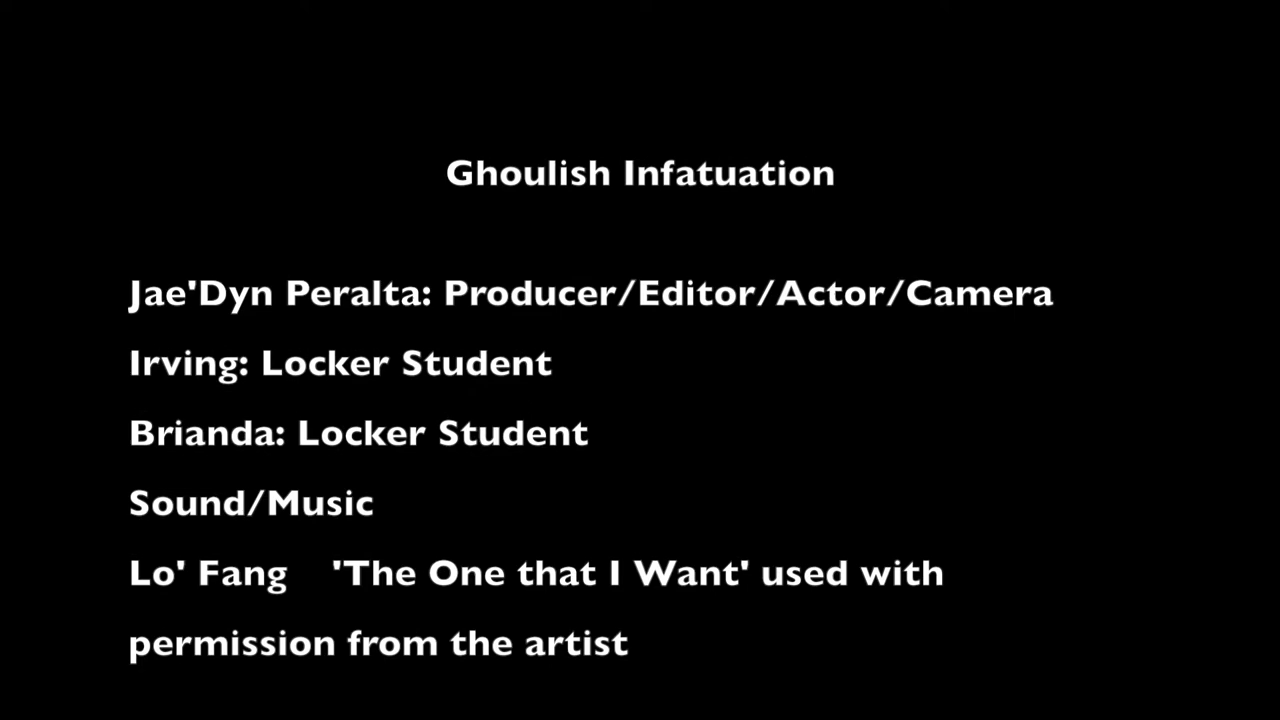 Ghoulish Infatuation
Jae'Dyn Peralta: Producer/Editor/Actor/Camera
Irving: Locker Student
Brianda: Locker Student
Sound/Music
Lo' Fang 'The One that I Want' used with
permission from the artist